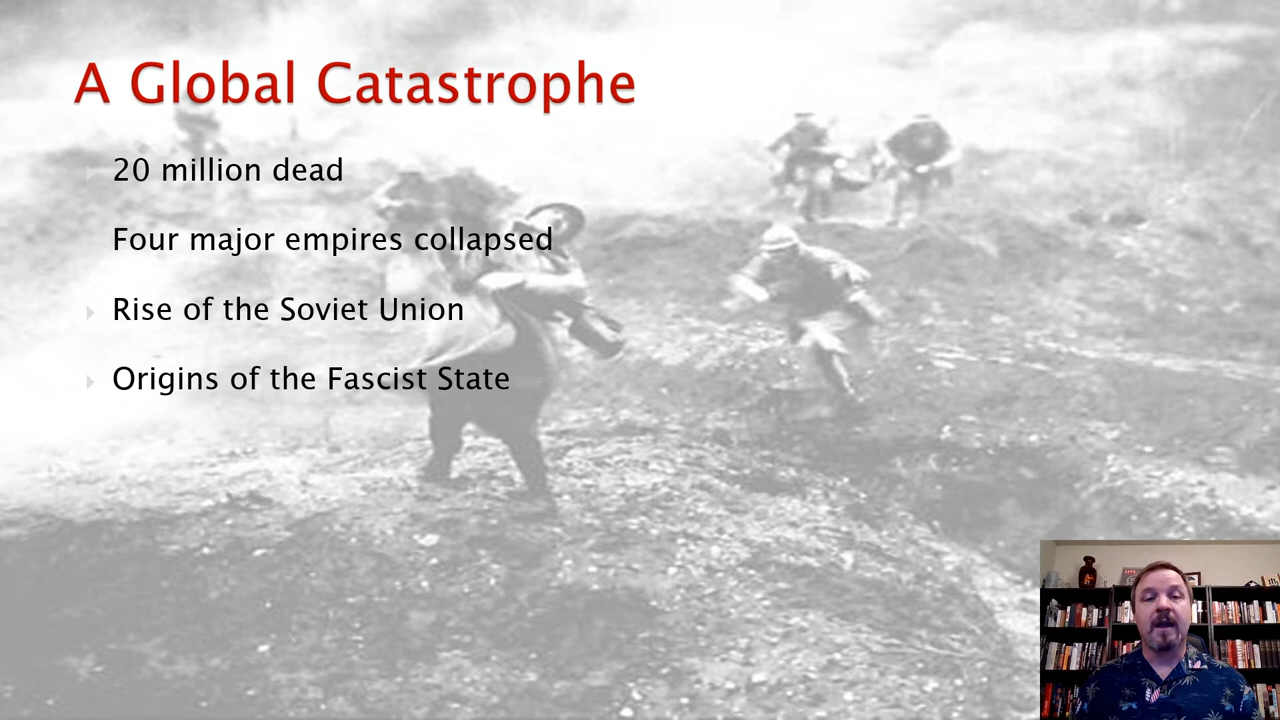 A Global Catastrophe
20 million dead
Four major empires collapsed
Rise of the Soviet Union
Origins of the Fascist State
LIFE